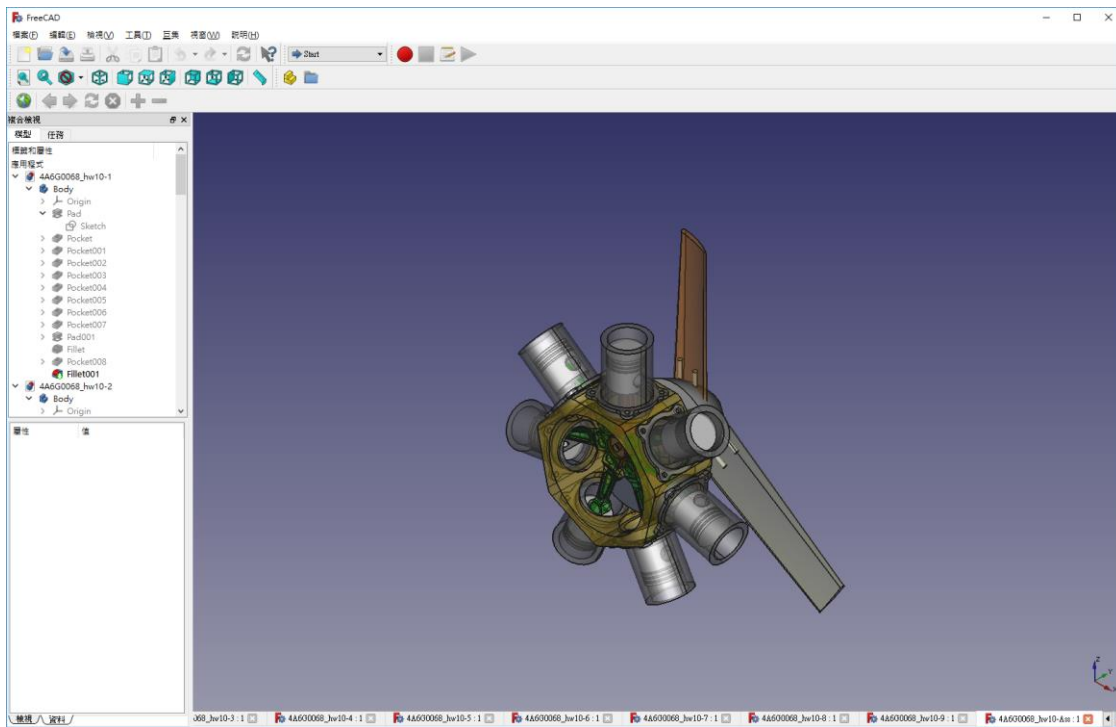 FreeCAD
檔案(F) 編輯(E) 檢視(V) 工具(T) 巨集 視窗(W) 說明(H)
Start
複合檢視
模型 任務
標籤和屬性
應用程式
4A6G0068_hw10-1
Body
Origin
Pad
Sketch
Pocket
Pocket001
Pocket002
Pocket003
Pocket004
Pocket005
Pocket006
Pocket007
Pad001
Fillet
Pocket008
Fillet001
4A6G0068_hw10-2
Body
Origin
屬性 值
Z
Y
X
檢視 資料
068_hw10-3 : 1 4A6G0068_hw10-4 : 1 4A6G0068_hw10-5 : 1 4A6G0068_hw10-6 : 1 4A6G0068_hw10-7 : 1 4A6G0068_hw10-8 : 1 4A6G0068_hw10-9 : 1 4A6G0068_hw10-Ass : 1